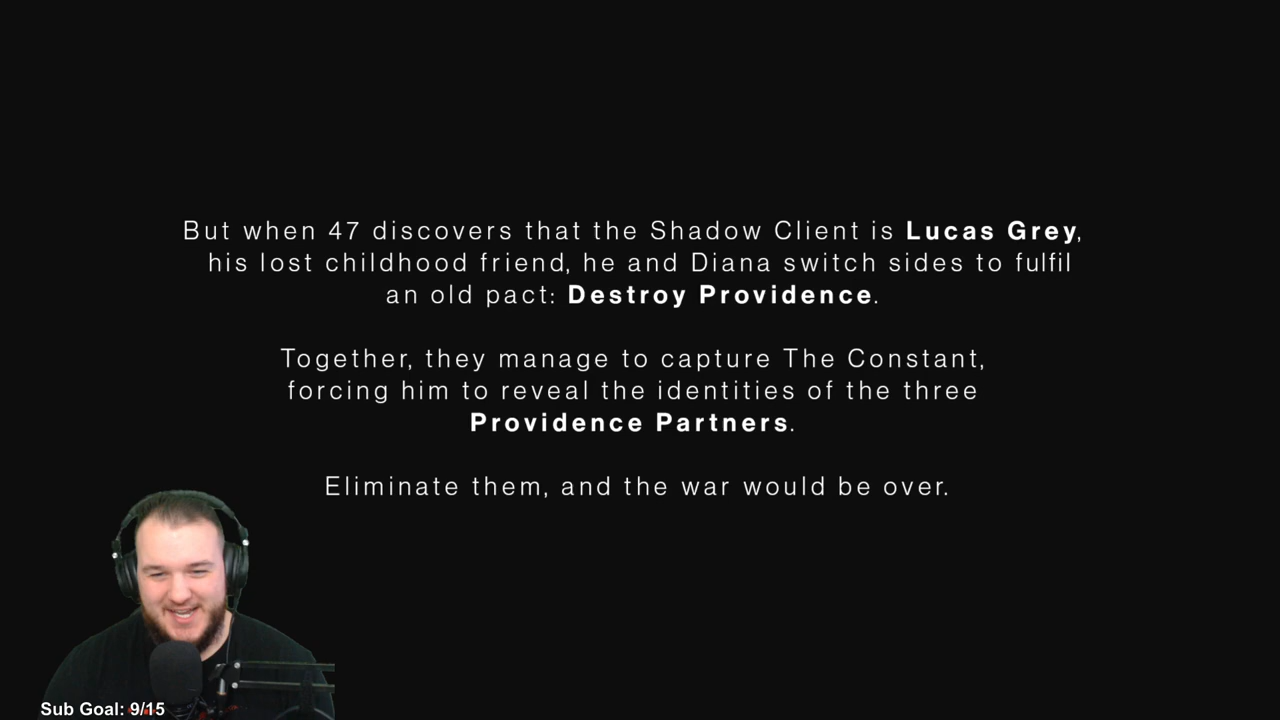 But when 47 discovers that the Shadow Client is Lucas Grey,
his lost childhood friend, he and Diana switch sides to fulfil
an old pact: Destroy Providence.
Together, they manage to capture The Constant,
forcing him to reveal the identities of the three
Providence Partners.
Eliminate them, and the war would be over.
Sub Goal: 9/15